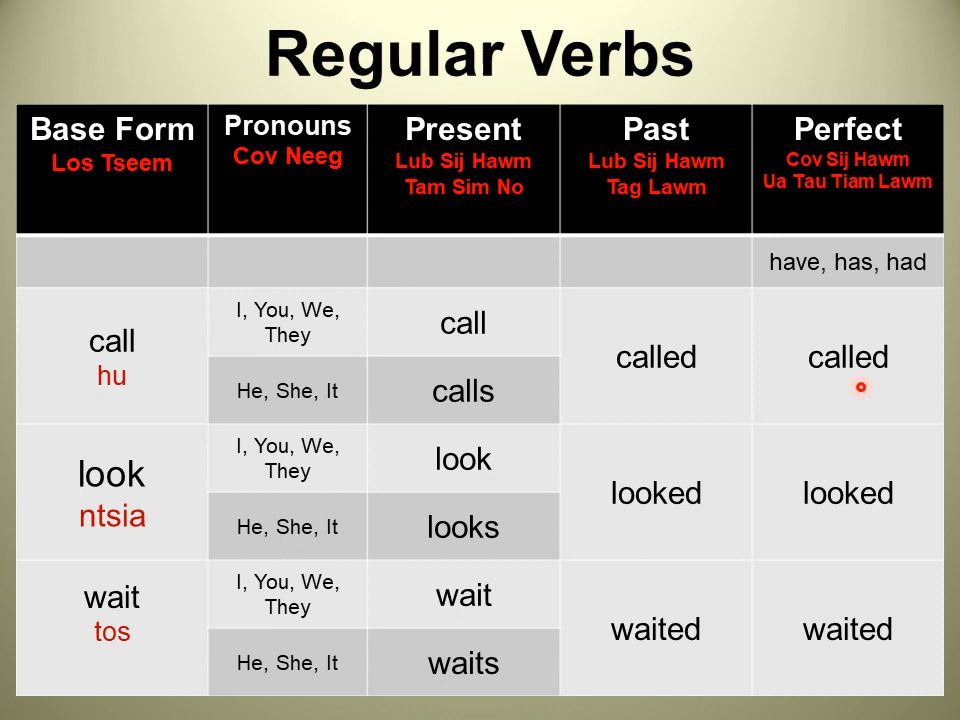 Regular Verbs
Base Form
Los Tseem
Pronouns
Cov Neeg
Present
Lub Sij Hawm
Tam Sim No
Past
Lub Sij Hawm
Tag Lawm
Perfect
Cov Sij Hawm
Ua Tau Tiam Lawm
have, has, had
call
hu
I, You, We,
They
call
He, She, It
calls
called
called
look
ntsia
I, You, We,
They
look
He, She, It
looks
looked
looked
wait
tos
I, You, We,
They
wait
He, She, It
waits
waited
waited